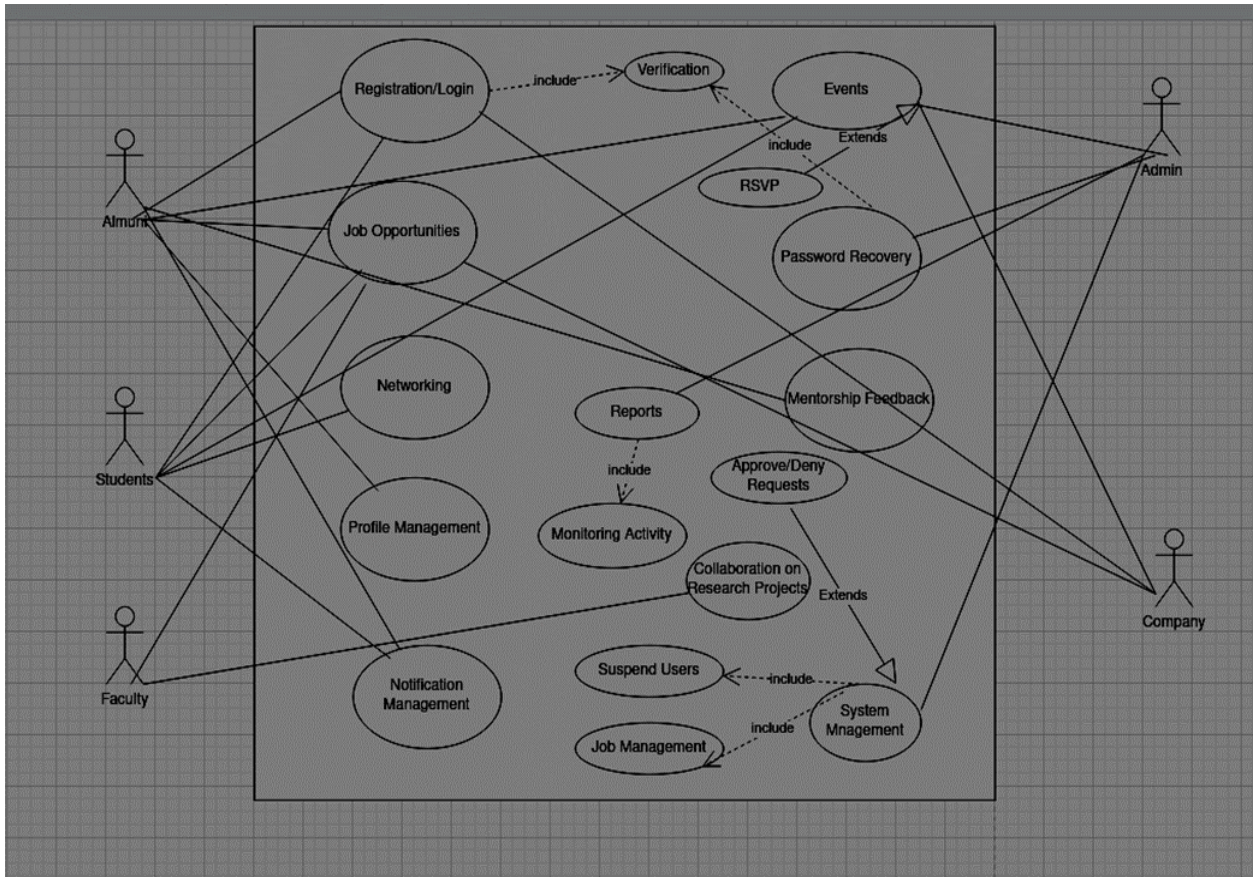 Registration/Login
include
Verification
Events
include
Extends
RSVP
Admin
Almuni
Job Opportunities
Password Recovery
Networking
Reports
Mentorship Feedback
include
Approve/Deny
Requests
Students
Profile Management
Monitoring Activity
Collaboration on
Research Projects
Extends
Company
Faculty
Notification
Management
Suspend Users
include
System
Mnagement
include
Job Management